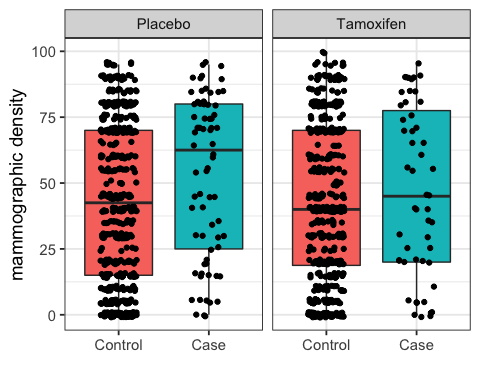 Placebo
Tamoxifen
mammographic density
100
75
50
25
0
Control
Case
Control
Case